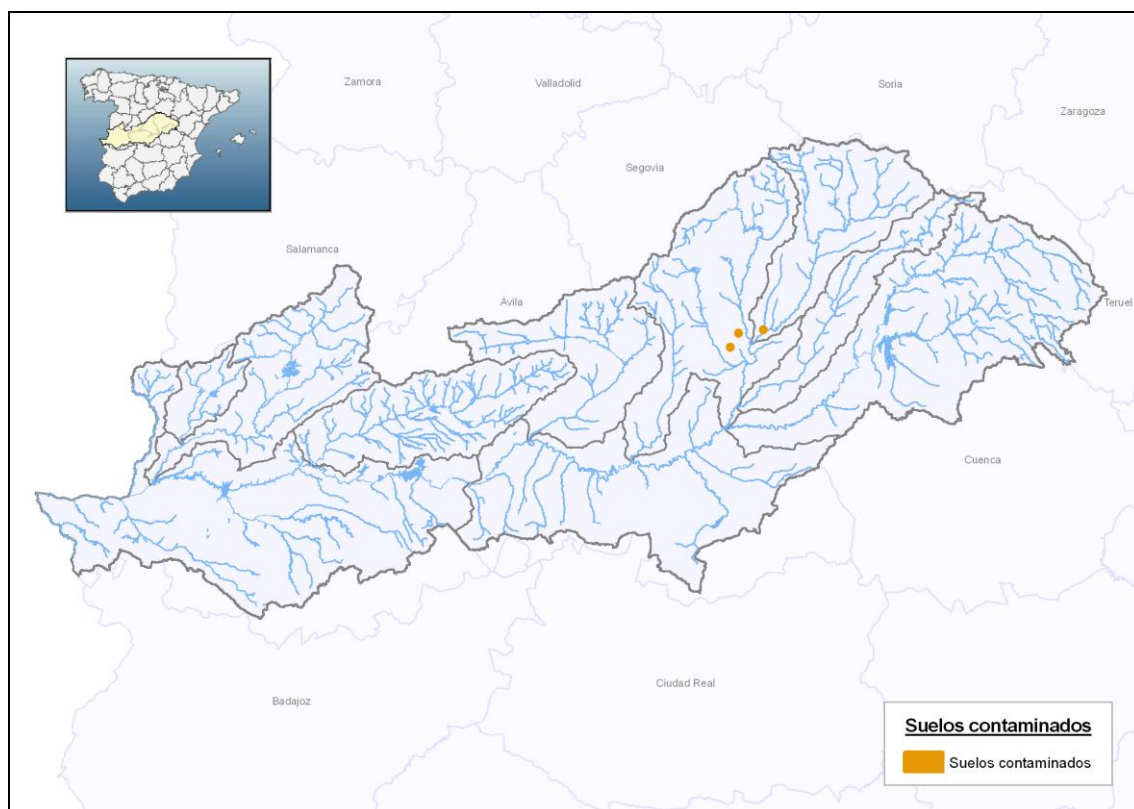 Zamora
Valladolid
Soria
Zaragoza
Segovia
Salamanca
Ávila
Teruel
Cuenca
Ciudad Real
Badajoz
Suelos contaminados
Suelos contaminados